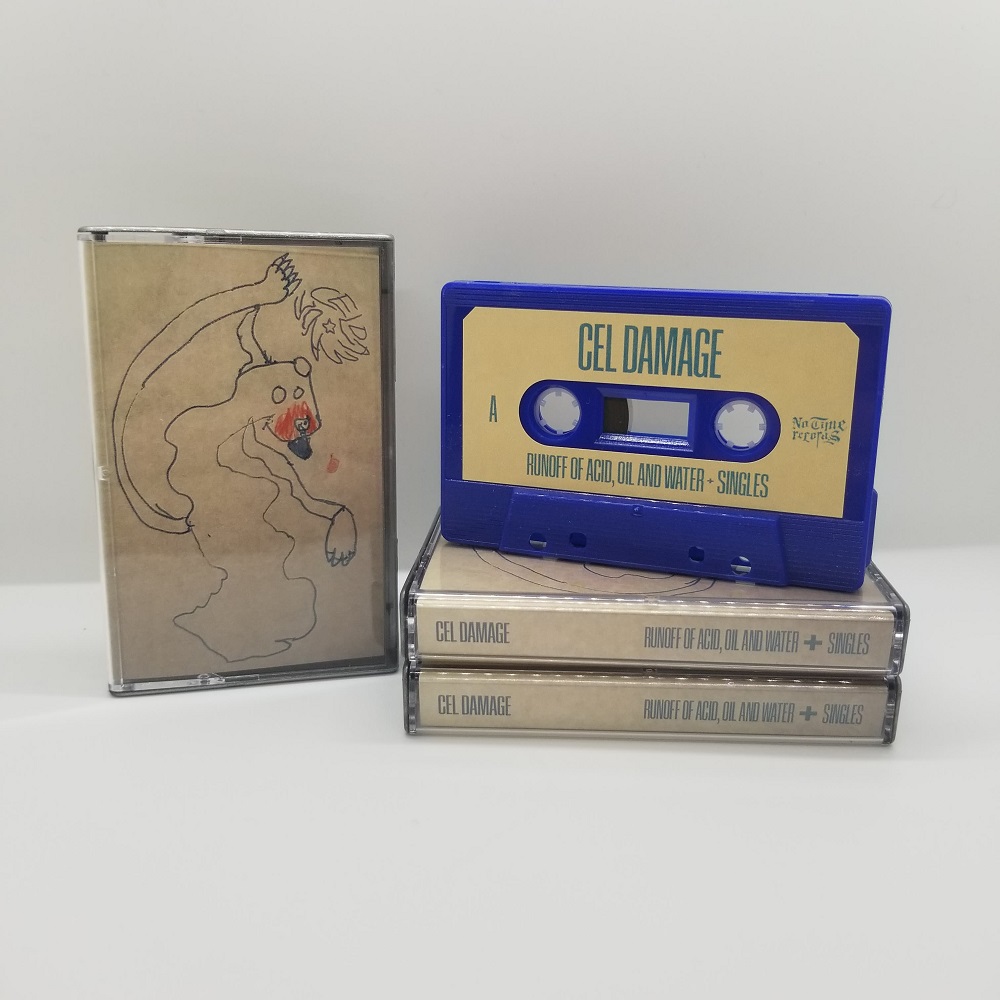 CEL DAMAGE
A
No Time
records
RUNOFF OF ACID, OIL AND WATER + SINGLES
CEL DAMAGE RUNOFF OF ACID, OIL AND WATER + SINGLES
CEL DAMAGE RUNOFF OF ACID, OIL AND WATER + SINGLES